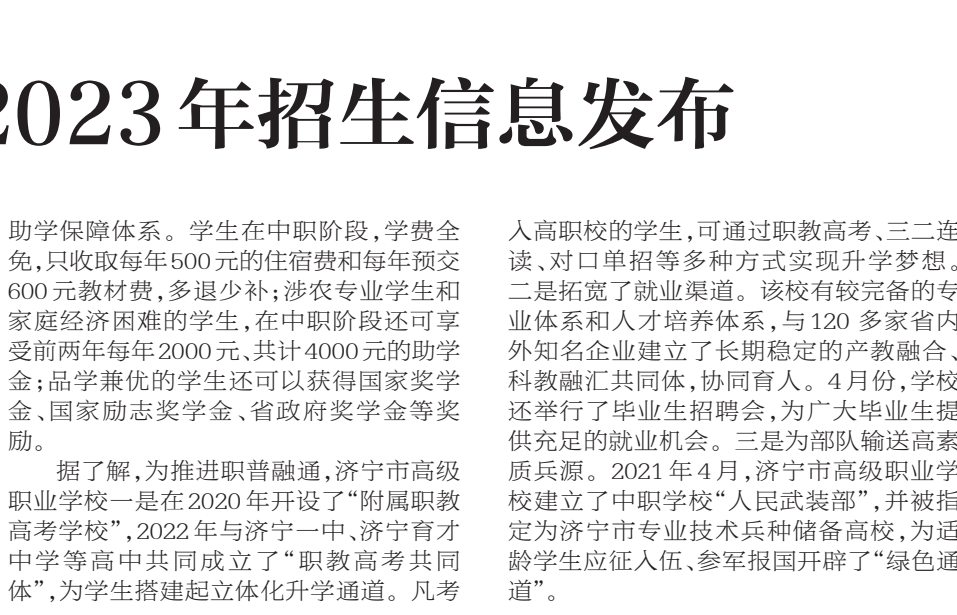 2023年招生信息发布
助学保障体系。学生在中职阶段,学费全
免,只收取每年500元的住宿费和每年预交
600元教材费,多退少补;涉农专业学生和
家庭经济困难的学生,在中职阶段还可享
受前两年每年2000元、共计4000元的助学
金;品学兼优的学生还可以获得国家奖学
金、国家励志奖学金、省政府奖学金等奖
励。
据了解,为推进职普融通,济宁市高级
职业学校一是在2020年开设了“附属职教
高考学校”,2022年与济宁一中、济宁育才
中学等高中共同成立了“职教高考共同
体”,为学生搭建起立体化升学通道。凡考
入高职校的学生,可通过职教高考、三二连
读、对口单招等多种方式实现升学梦想。
二是拓宽了就业渠道。该校有较完备的专
业体系和人才培养体系,与120 多家省内
外知名企业建立了长期稳定的产教融合、
科教融汇共同体,协同育人。4月份,学校
还举行了毕业生招聘会,为广大毕业生提
供充足的就业机会。三是为部队输送高素
质兵源。2021年4月,济宁市高级职业学
校建立了中职学校“人民武装部”,并被指
定为济宁市专业技术兵种储备高校,为适
龄学生应征入伍、参军报国开辟了“绿色通
道”。